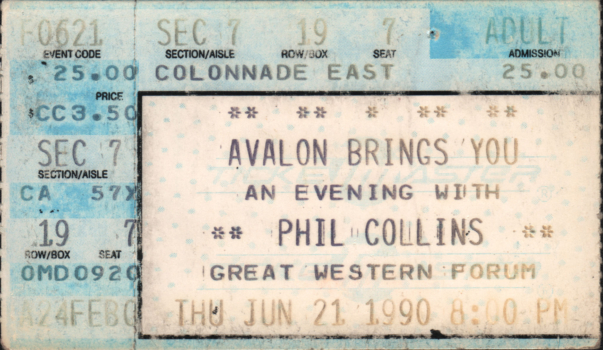 F0621 SEC 7 19 7 ADULT
EVENT CODE SECTION/AISLE ROW/BOX SEAT ADMISSION
$ 25.00 COLONNADE EAST 25.00
PRICE
$CC3.50 ** ** * ** **
SEC 7 AVALON BRINGS YOU
SECTION/AISLE TICKETMASTER
CA 57X AN EVENING WITH
19 7 ** PHIL COLLINS **
ROW/BOX SEAT
0MD0920 GREAT WESTERN FORUM
A24FEB0 THU JUN 21 1990 8:00 PM